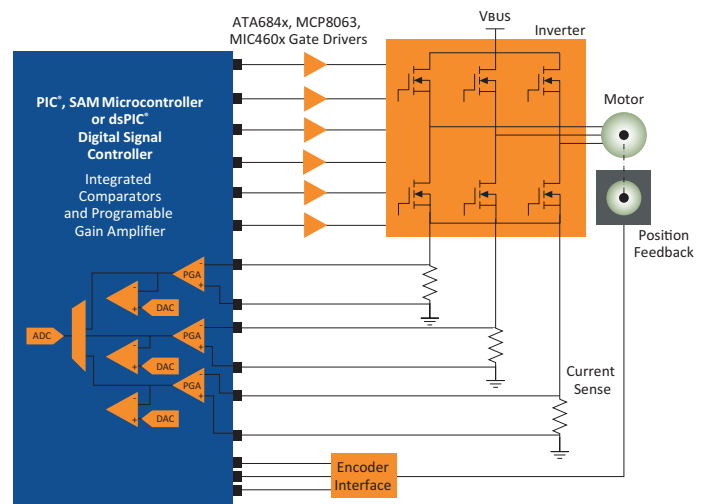 ATA684x, MCP8063,
MIC460x Gate Drivers
VBUS
Inverter
PIC®, SAM Microcontroller
or dsPIC®
Digital Signal
Controller
Integrated
Comparators
and Programable
Gain Amplifier
Motor
Position
Feedback
-
PGA
+
-
+
DAC
ADC
-
PGA
+
-
+
DAC
-
PGA
+
-
+
DAC
Current
Sense
Encoder
Interface